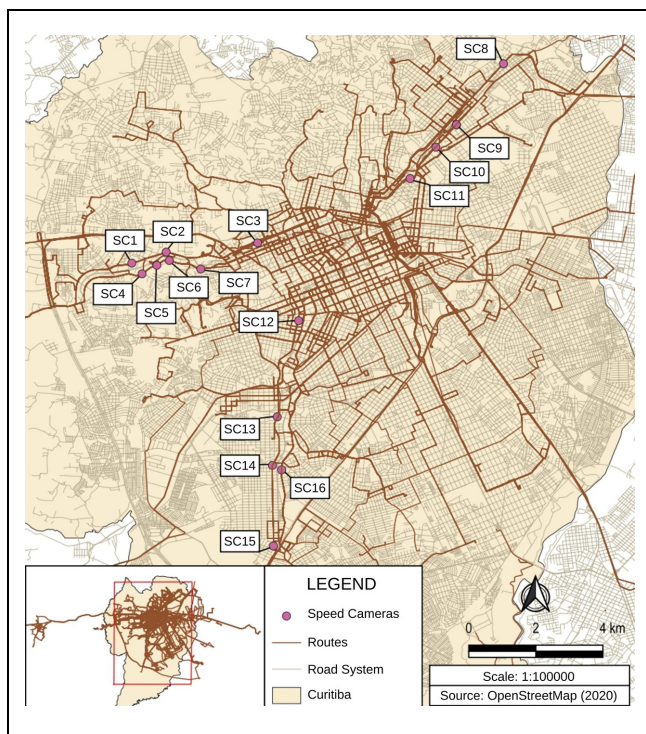 SC8
SC9
SC10
SC11
SC3
SC2
SC1
SC7
SC4
SC6
SC5
SC12
SC13
SC14
SC16
SC15
LEGEND
Speed Cameras
Routes
Road System
Curitiba
0 2 4 km
Scale: 1:100000
Source: OpenStreetMap (2020)